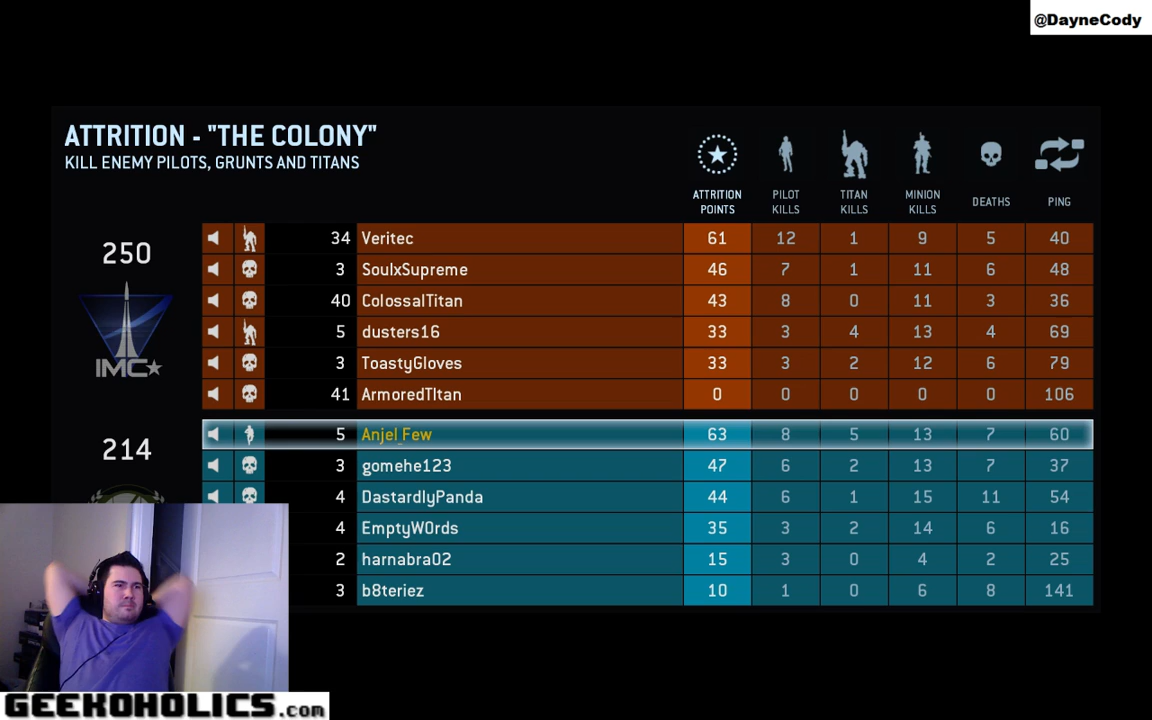 @DayneCody
ATTRITION - "THE COLONY"
KILL ENEMY PILOTS, GRUNTS AND TITANS
ATTRITION POINTS PILOT KILLS TITAN KILLS MINION KILLS DEATHS PING
250
IMC
34 Veritec 61 12 1 9 5 40
3 SoulxSupreme 46 7 1 11 6 48
40 ColossalTitan 43 8 0 11 3 36
5 dusters16 33 3 4 13 4 69
3 ToastyGloves 33 3 2 12 6 79
41 ArmoredTItan 0 0 0 0 0 106
214
5 Anjel Few 63 8 5 13 7 60
3 gomehe123 47 6 2 13 7 37
4 DastardlyPanda 44 6 1 15 11 54
4 EmptyW0rds 35 3 2 14 6 16
2 harnabra02 15 3 0 4 2 25
3 b8teriez 10 1 0 6 8 141
GEEKOHOLICS.com